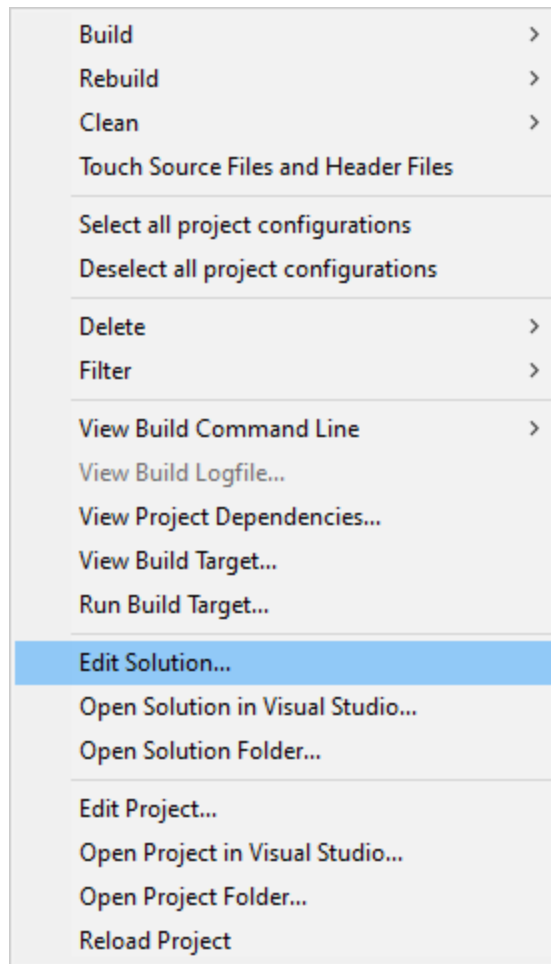 Build
Rebuild
Clean
Touch Source Files and Header Files
Select all project configurations
Deselect all project configurations
Delete
Filter
View Build Command Line
View Build Logfile...
View Project Dependencies...
View Build Target...
Run Build Target...
Edit Solution...
Open Solution in Visual Studio...
Open Solution Folder...
Edit Project...
Open Project in Visual Studio...
Open Project Folder...
Reload Project